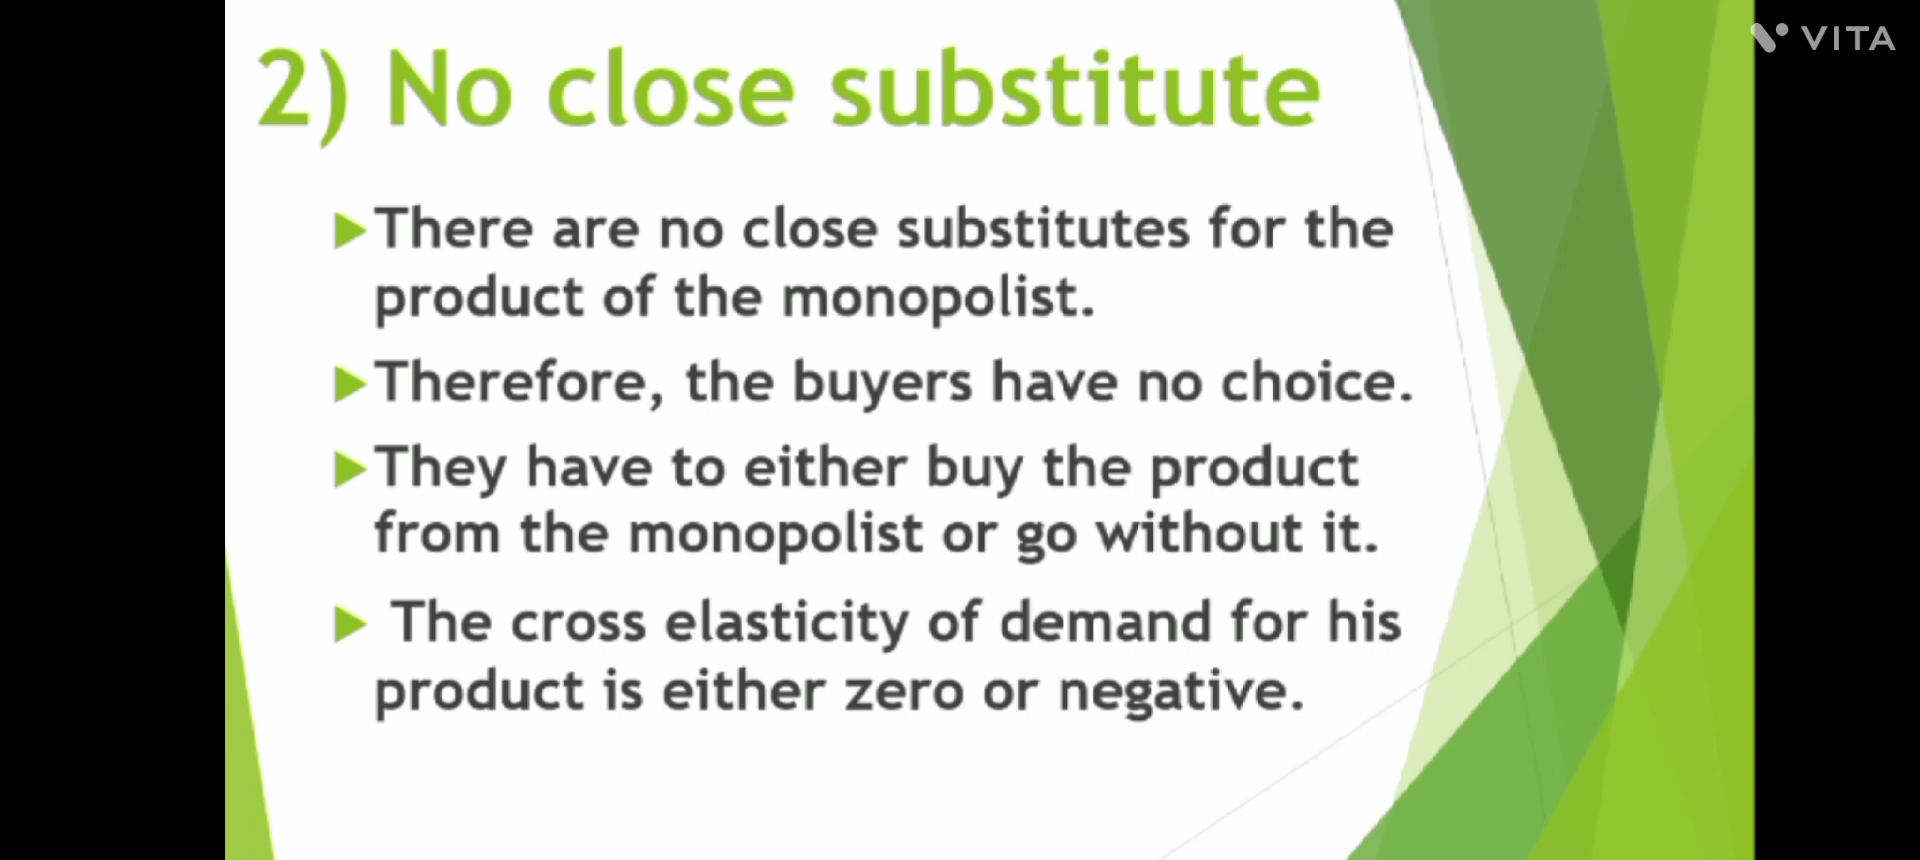 VITA
2) No close substitute
There are no close substitutes for the
product of the monopolist.
Therefore, the buyers have no choice.
They have to either buy the product
from the monopolist or go without it.
The cross elasticity of demand for his
product is either zero or negative.